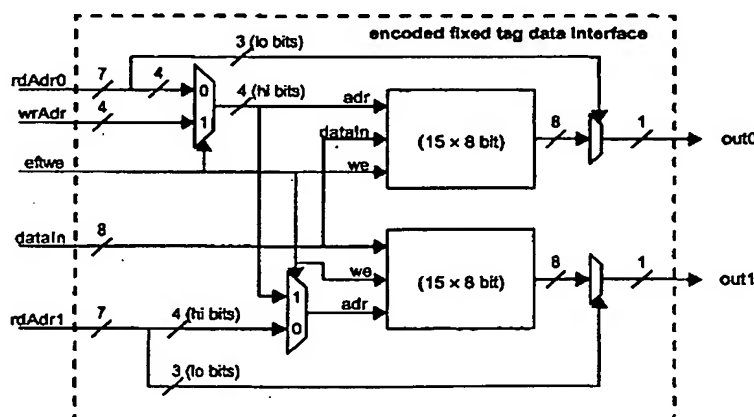 encoded fixed tag data interface
3 (lo bits)
rdAdr0
7
4
0
4 (hi bits)
adr
wrAdr
4
1
dataIn
(15 × 8 bit)
8
1
out0
eftwe
we
dataIn
8
we
(15 × 8 bit)
8
1
out1
1
adr
rdAdr1
7
4 (hi bits)
0
3 (lo bits)